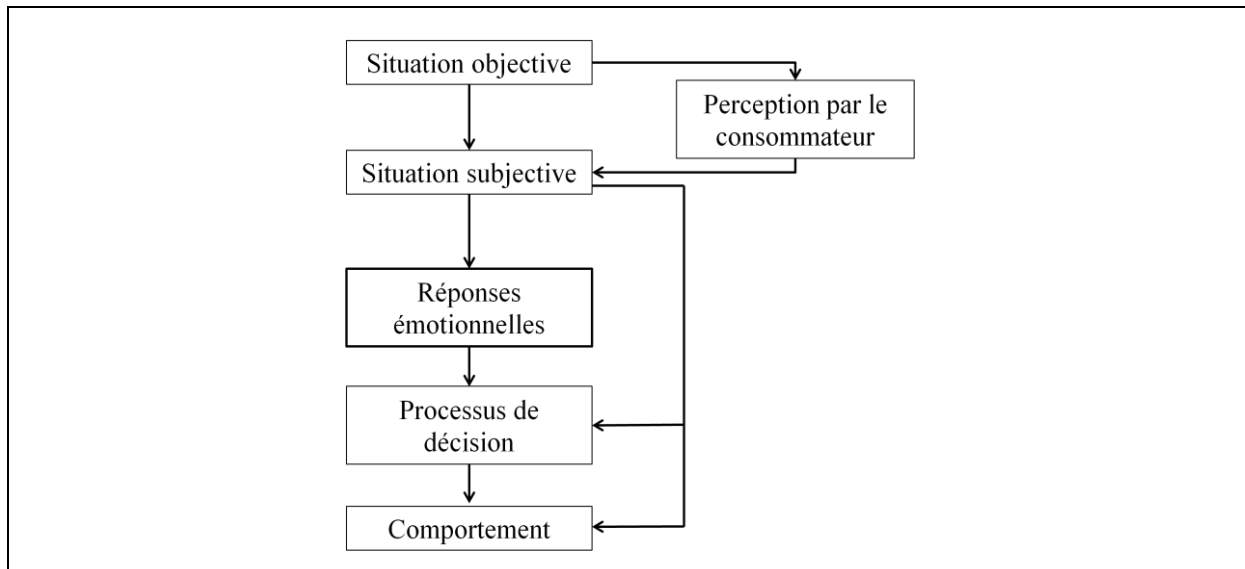 Situation objective
Perception par le
consommateur
Situation subjective
Réponses
émotionnelles
Processus de
décision
Comportement